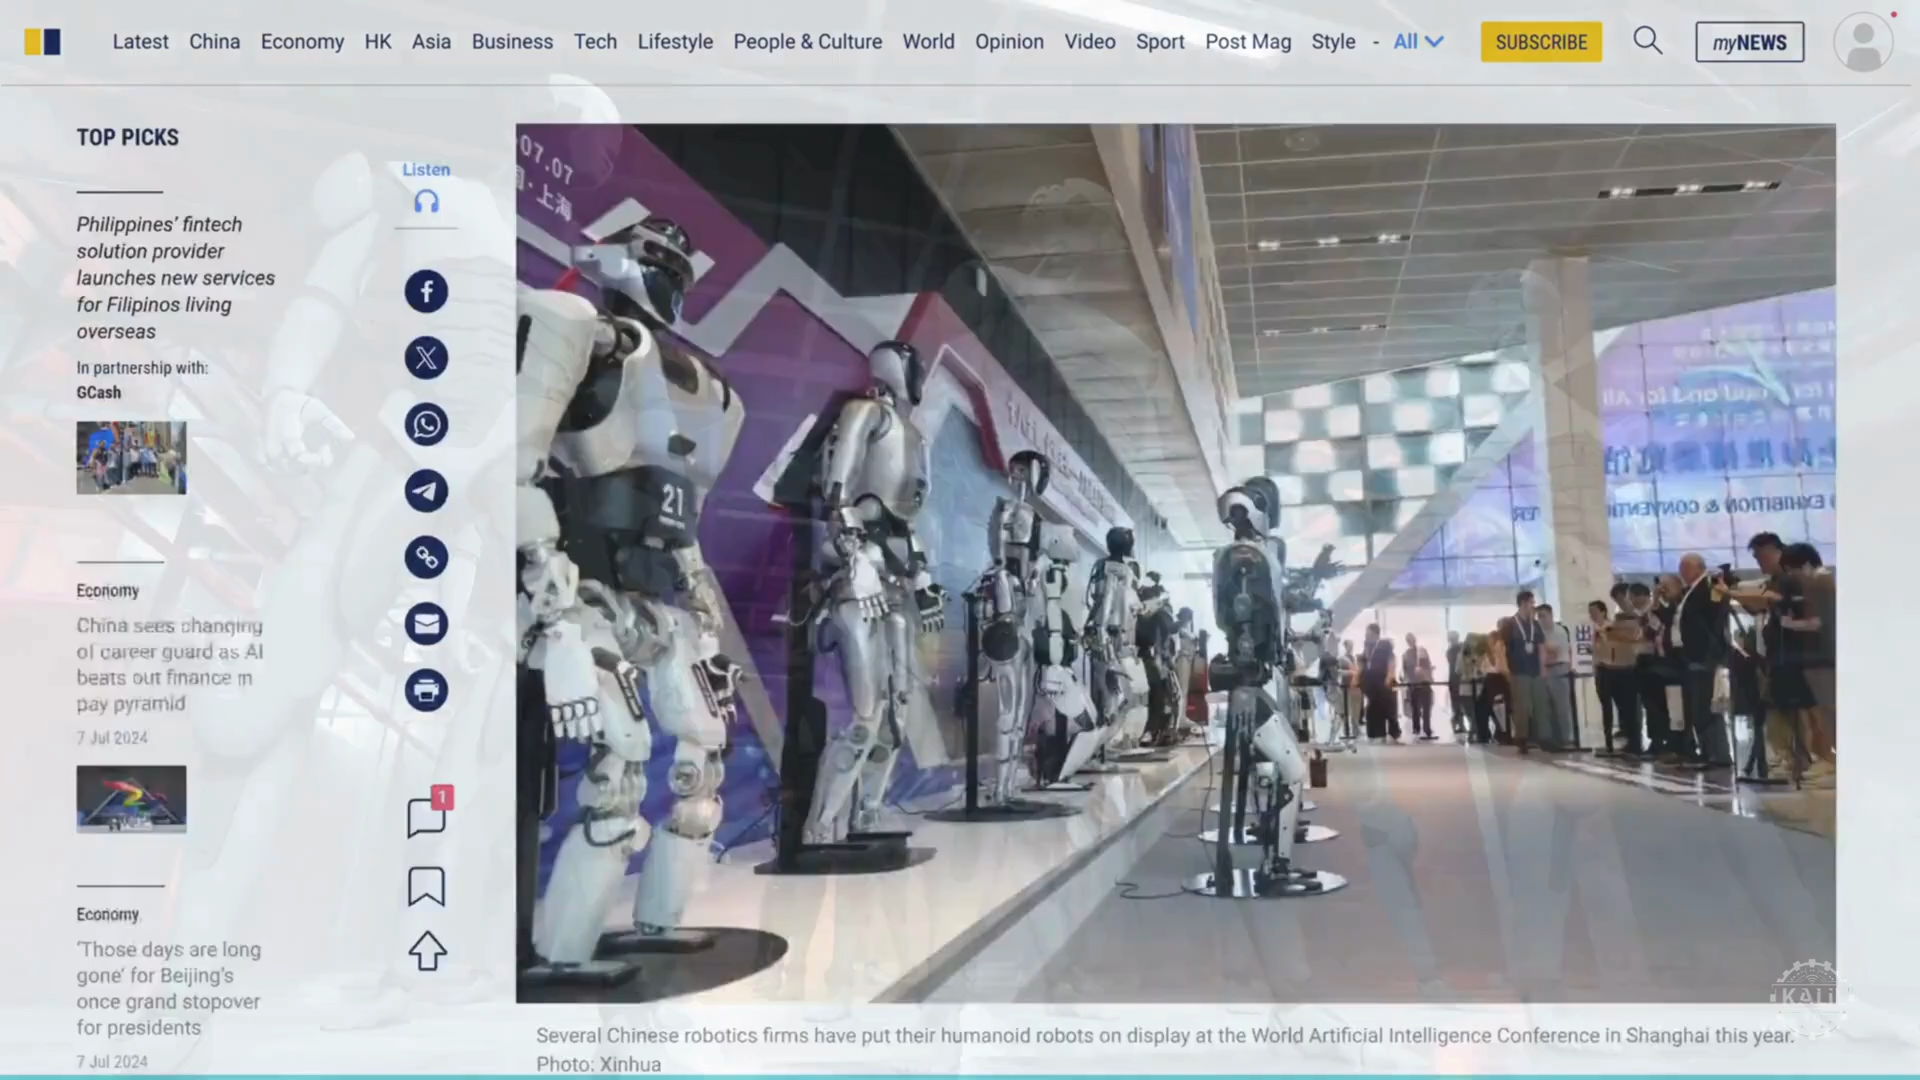 Latest China Economy HK Asia Business Tech Lifestyle People & Culture World Opinion Video Sport Post Mag Style - All SUBSCRIBE myNEWS
TOP PICKS
Philippines’ fintech
solution provider
launches new services
for Filipinos living
overseas
In partnership with:
GCash
Economy
China sees changing
of career guard as AI
beats out finance in
pay pyramid
7 Jul 2024
Economy
‘Those days are long
gone’ for Beijing’s
once grand stopover
for presidents
7 Jul 2024
Listen
1
07.07
上海
21
出
EXHIBITION & CONVENTION
Several Chinese robotics firms have put their humanoid robots on display at the World Artificial Intelligence Conference in Shanghai this year.
Photo: Xinhua
KALI